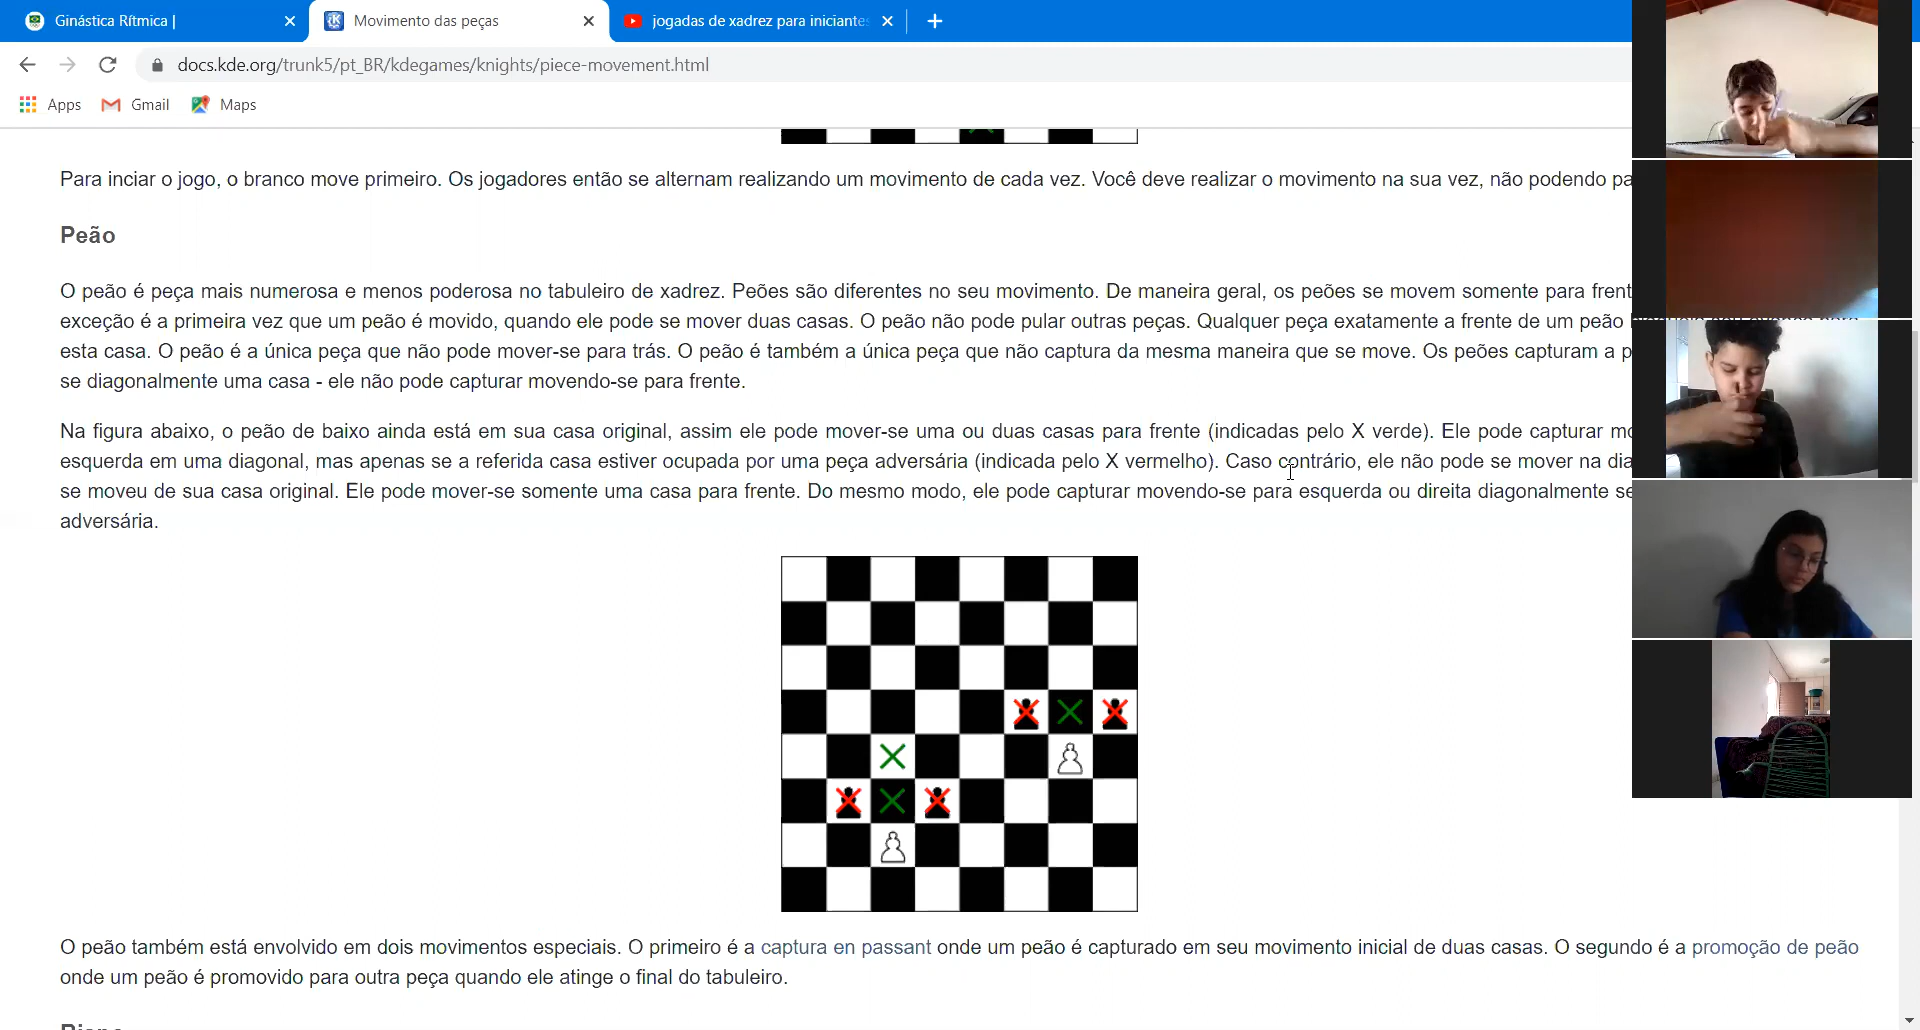 Ginástica Rítmica |
Movimento das peças
jogadas de xadrez para iniciantes
docs.kde.org/trunk5/pt_BR/kdegames/knights/piece-movement.html
Apps Gmail Maps
Para inciar o jogo, o branco move primeiro. Os jogadores então se alternam realizando um movimento de cada vez. Você deve realizar o movimento na sua vez, não podendo
Peão
O peão é peça mais numerosa e menos poderosa no tabuleiro de xadrez. Peões são diferentes no seu movimento. De maneira geral, os peões se movem somente para
exceção é a primeira vez que um peão é movido, quando ele pode se mover duas casas. O peão não pode pular outras peças. Qualquer peça exatamente a frente de um peão
esta casa. O peão é a única peça que não pode mover-se para trás. O peão é também a única peça que não captura da mesma maneira que se move. Os peões capturam a
se diagonalmente uma casa - ele não pode capturar movendo-se para frente.
Na figura abaixo, o peão de baixo ainda está em sua casa original, assim ele pode mover-se uma ou duas casas para frente (indicadas pelo X verde). Ele pode capturar
esquerda em uma diagonal, mas apenas se a referida casa estiver ocupada por uma peça adversária (indicada pelo X vermelho). Caso contrário, ele não pode se mover na
se moveu de sua casa original. Ele pode mover-se somente uma casa para frente. Do mesmo modo, ele pode capturar movendo-se para esquerda ou direita diagonalmente
adversária.
O peão também está envolvido em dois movimentos especiais. O primeiro é a captura en passant onde um peão é capturado em seu movimento inicial de duas casas. O segundo é a promoção de peão
onde um peão é promovido para outra peça quando ele atinge o final do tabuleiro.